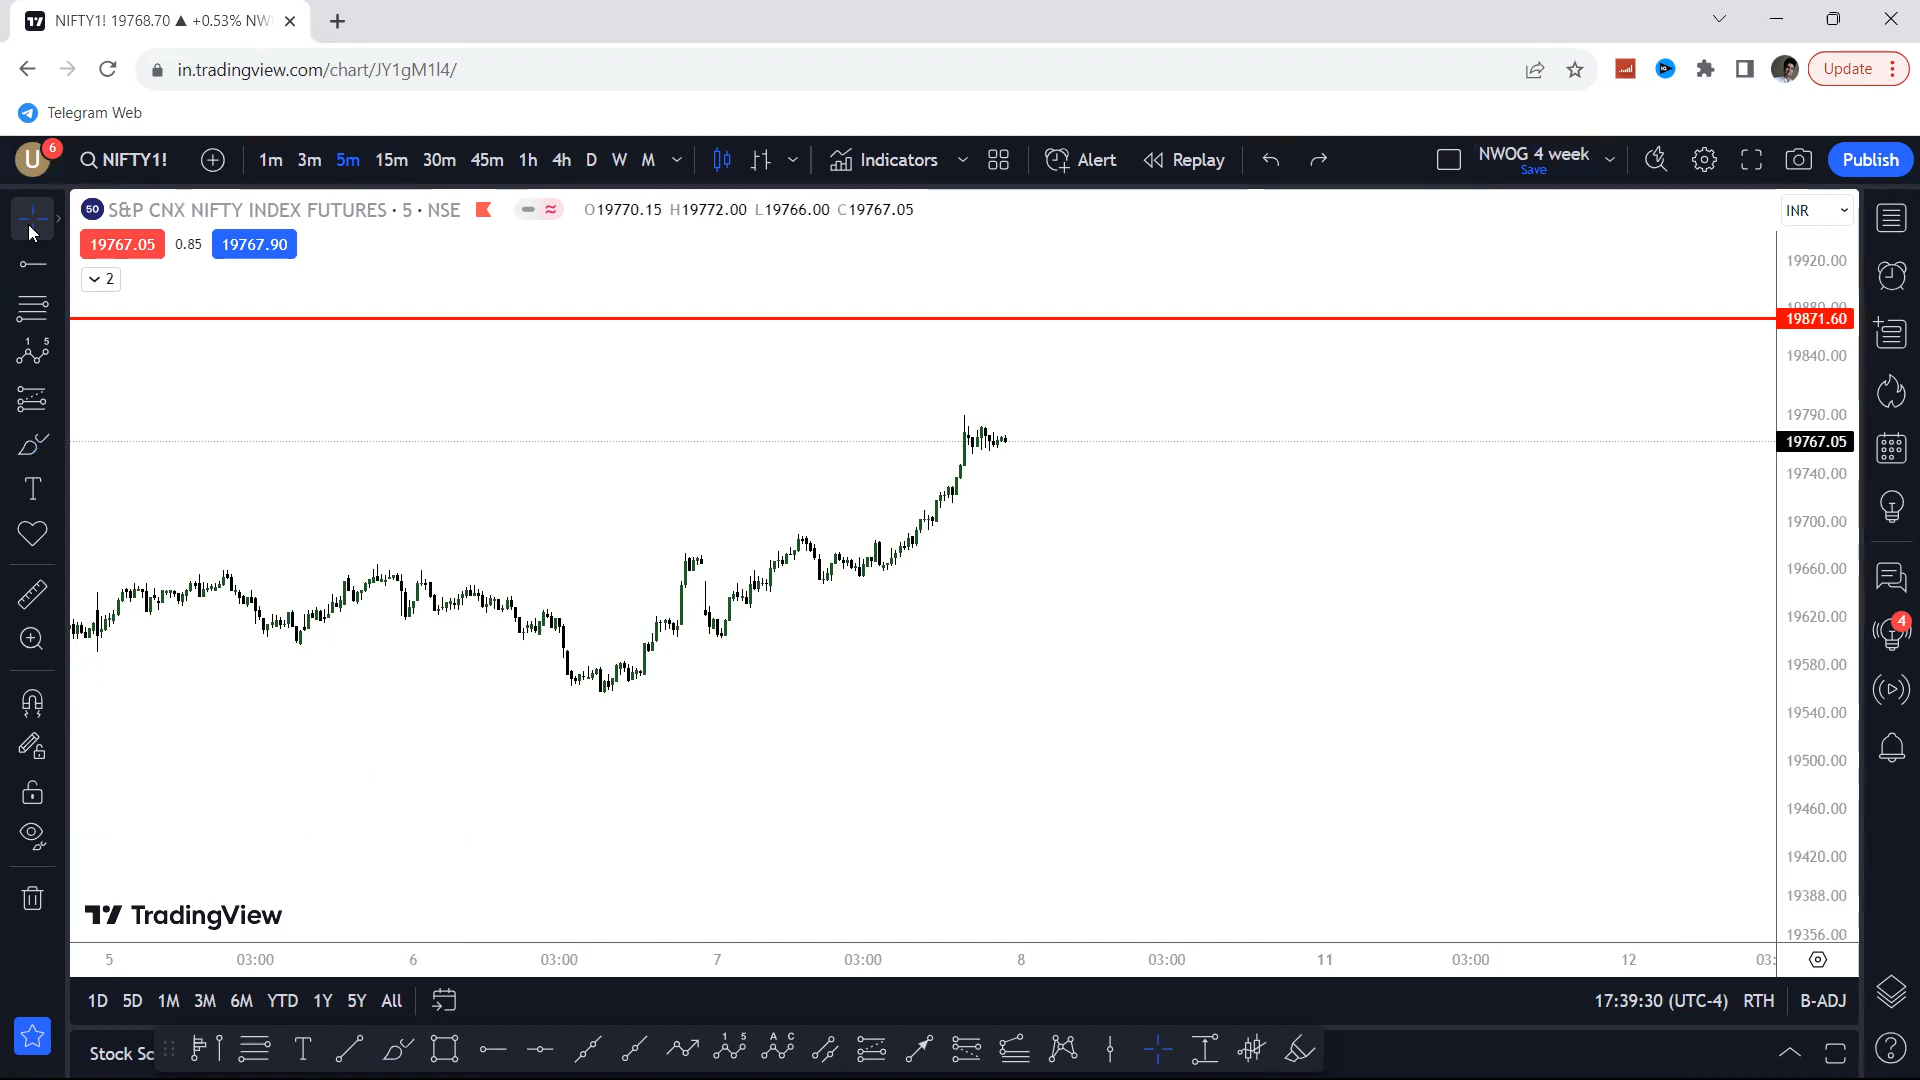 NIFTY1! 19768.70 ▲ +0.53% NW
in.tradingview.com/chart/JY1gM1l4/
Update
Telegram Web
U 6 NIFTY1! 1m 3m 5m 15m 30m 45m 1h 4h D W M Indicators Alert Replay NWOG 4 week Save Publish
50 S&P CNX NIFTY INDEX FUTURES · 5 · NSE O19770.15 H19772.00 L19766.00 C19767.05 INR
19767.05 0.85 19767.90
2
19920.00
19880.00
19871.60
19840.00
19790.00
19767.05
19740.00
19700.00
19660.00
19620.00
4
19580.00
19540.00
19500.00
19460.00
19420.00
19388.00
TradingView
19356.00
5 03:00 6 03:00 7 03:00 8 03:00 11 03:00 12 03:
1D 5D 1M 3M 6M YTD 1Y 5Y All 17:39:30 (UTC-4) RTH B-ADJ
Stock Sc